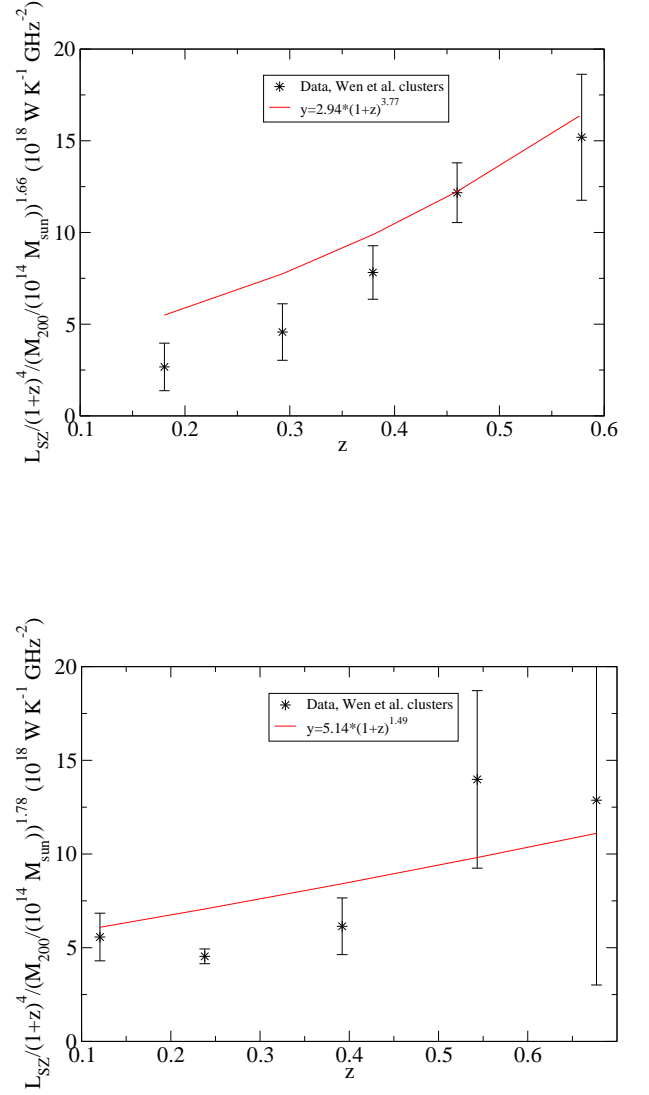 20
15
10
5
0
0.1 0.2 0.3 0.4 0.5 0.6
z
L_SZ/(1+z)^4/(M_200/(10^14 M_sun))^1.66 (10^18 W K^-1 GHz^-2)
Data, Wen et al. clusters
y=2.94*(1+z)^3.77
20
15
10
5
0
0.1 0.2 0.3 0.4 0.5 0.6
z
L_SZ/(1+z)^4/(M_200/(10^14 M_sun))^1.78 (10^18 W K^-1 GHz^-2)
Data, Wen et al. clusters
y=5.14*(1+z)^1.49